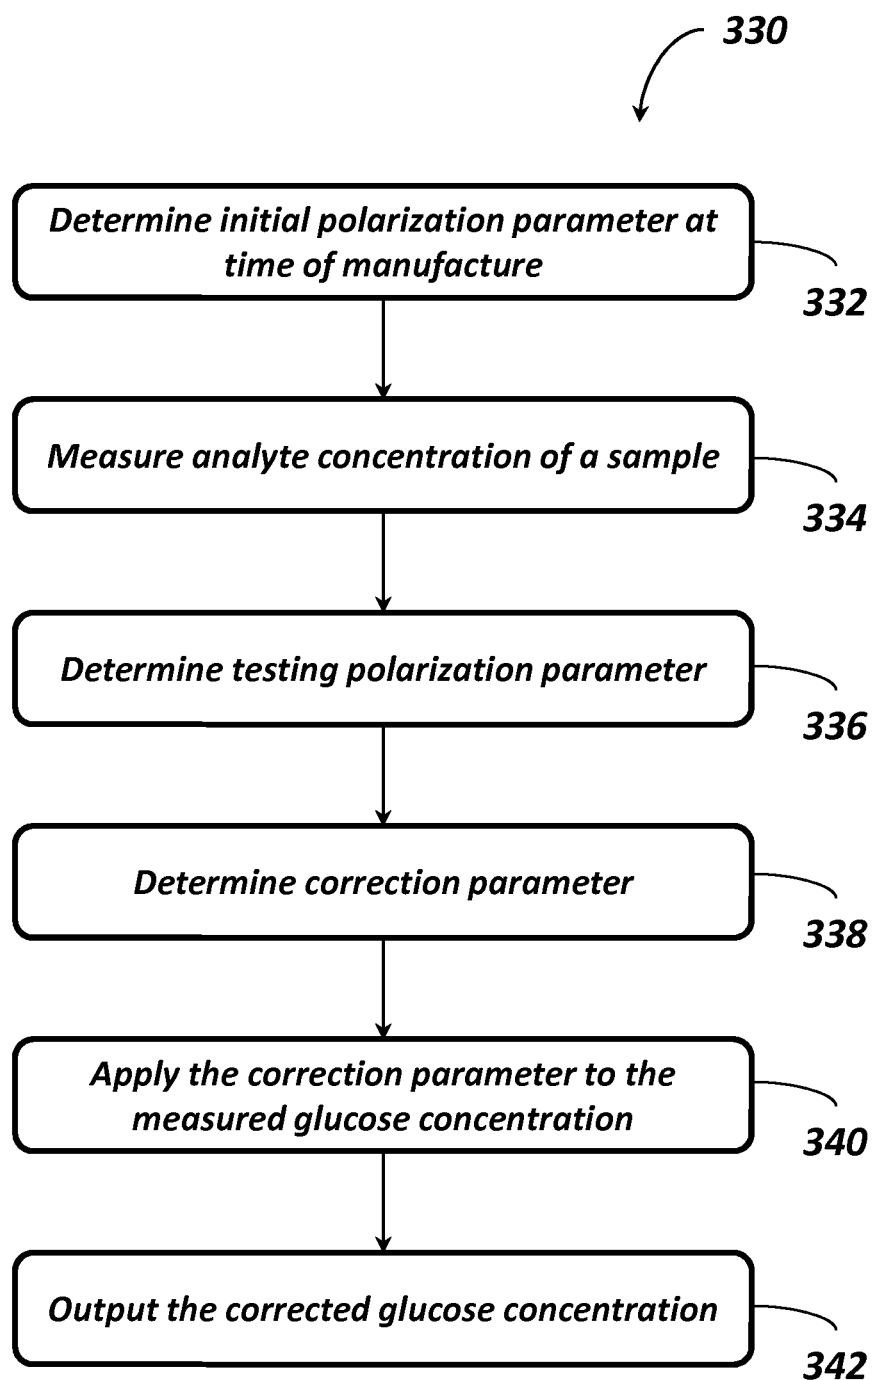 330
Determine initial polarization parameter at
time of manufacture
332
Measure analyte concentration of a sample
334
Determine testing polarization parameter
336
Determine correction parameter
338
Apply the correction parameter to the
measured glucose concentration
340
Output the corrected glucose concentration
342